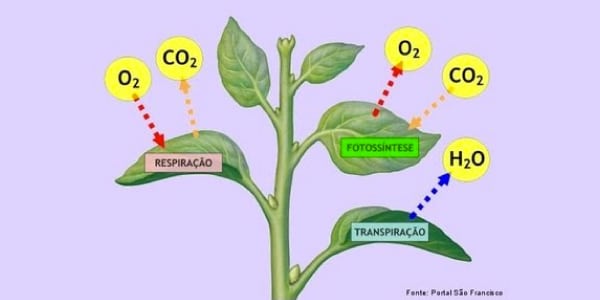 O₂
CO₂
RESPIRAÇÃO
O₂
CO₂
FOTOSSÍNTESE
H₂O
TRANSPIRAÇÃO
Fonte: Portal São Francisco